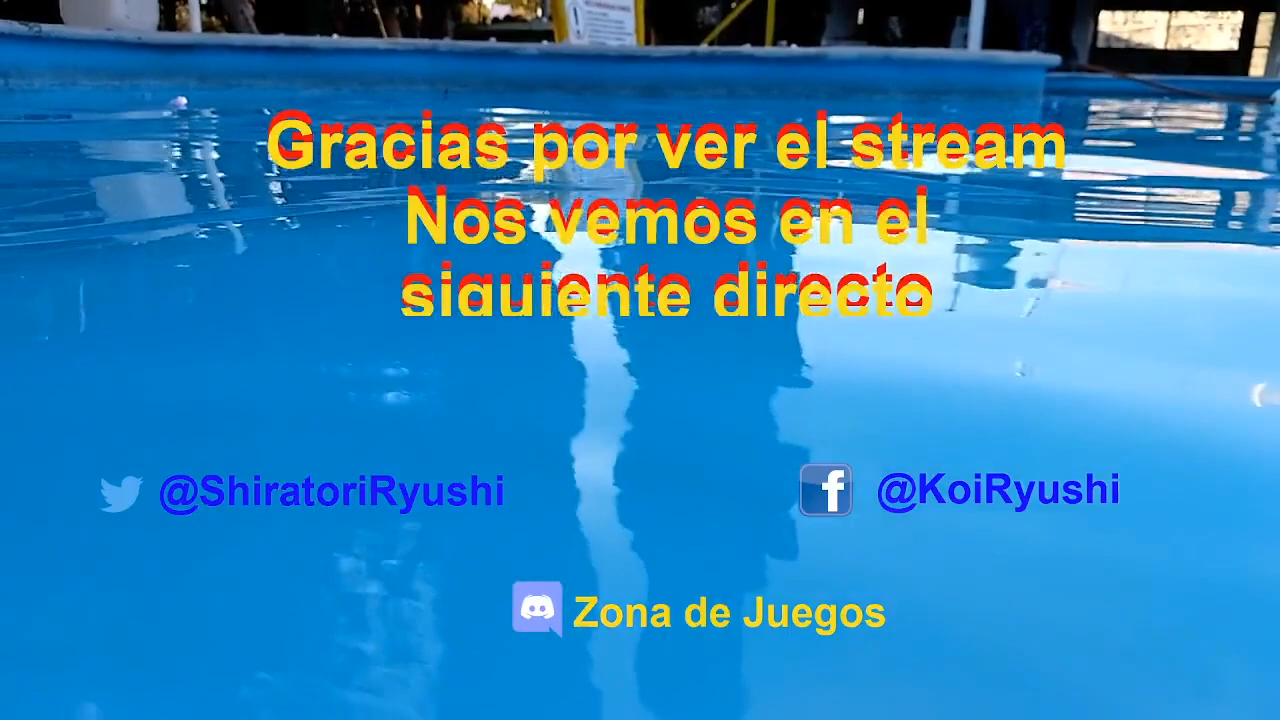 Gracias por ver el stream
Nos vemos en el
siguiente directo
@ShiratoriRyushi
@KoiRyushi
Zona de Juegos